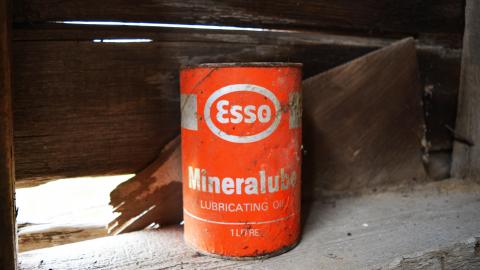 Esso
Mineralube
LUBRICATING OIL
1 LITRE